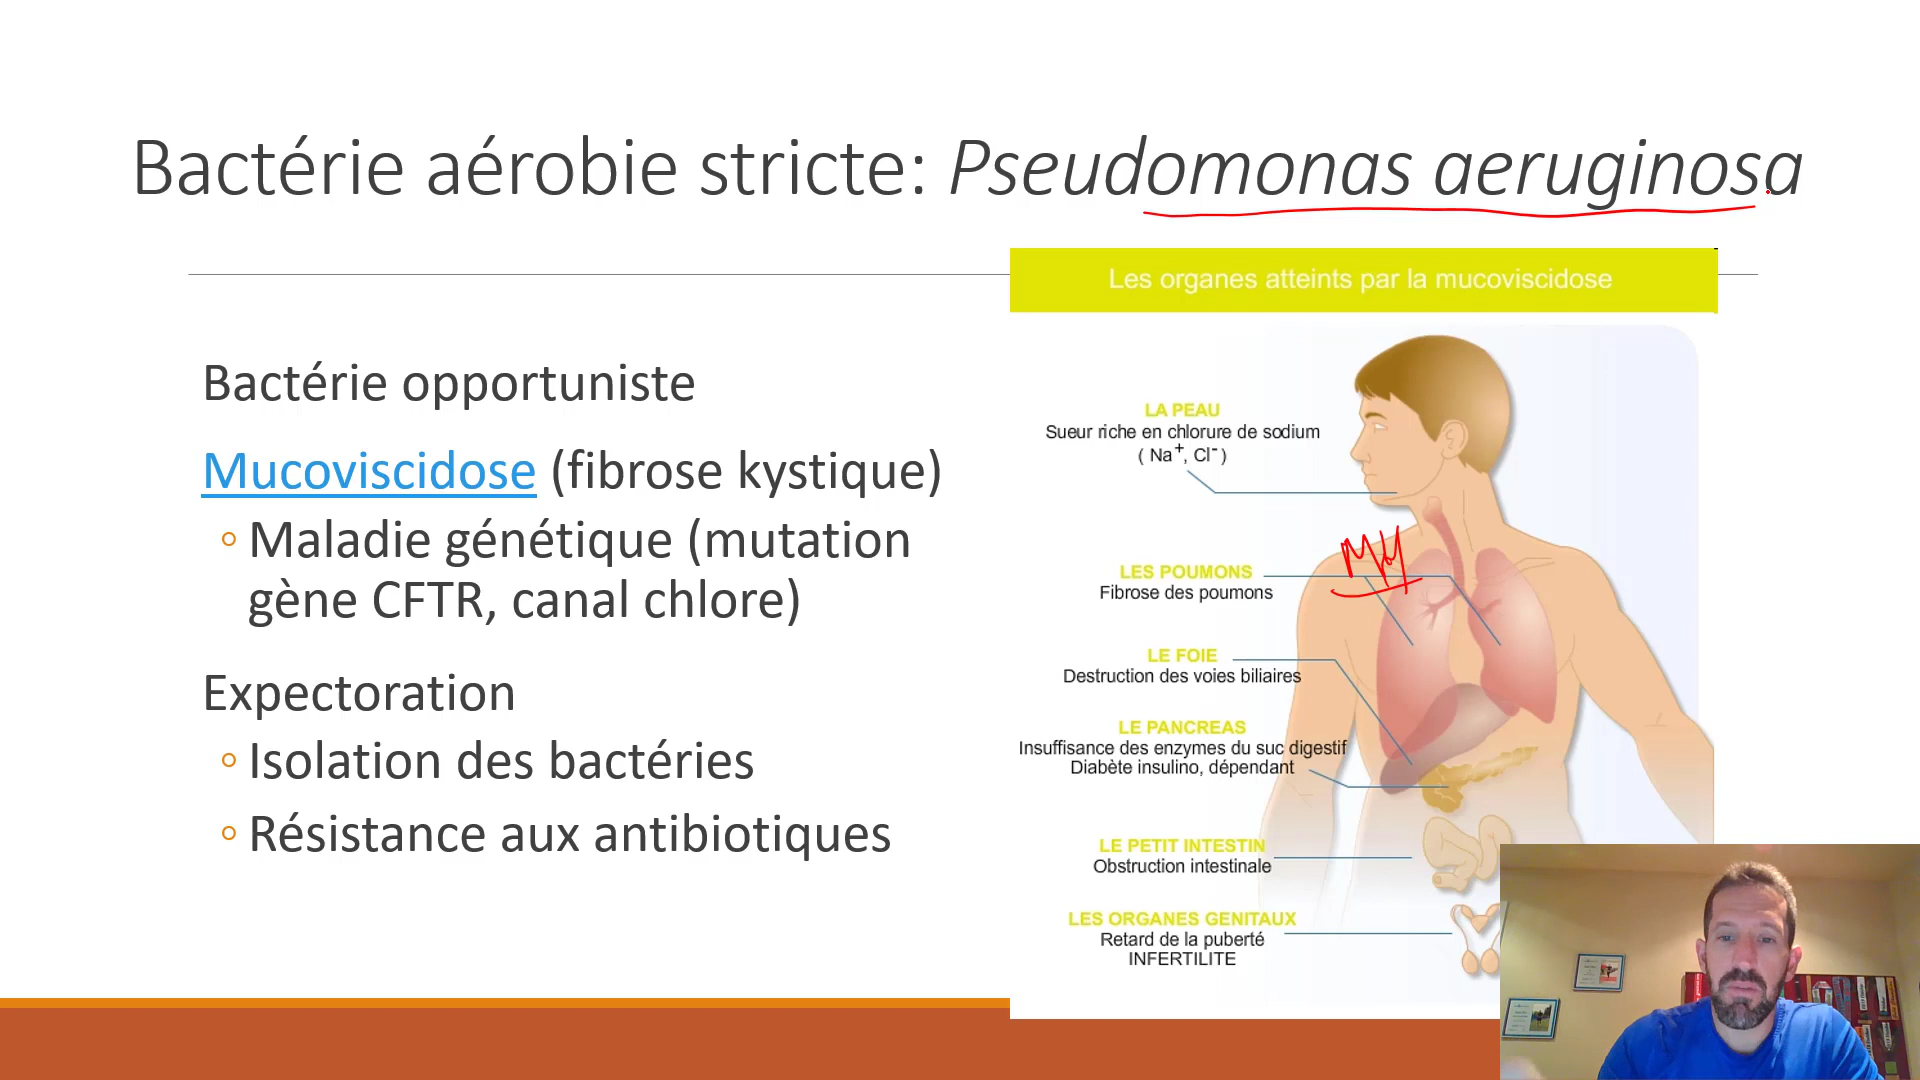 Bactérie aérobie stricte: Pseudomonas aeruginosa
Bactérie opportuniste
Mucoviscidose (fibrose kystique)
◦ Maladie génétique (mutation
gène CFTR, canal chlore)
Expectoration
◦ Isolation des bactéries
◦ Résistance aux antibiotiques
Les organes atteints par la mucoviscidose
LA PEAU
Sueur riche en chlorure de sodium
( Na⁺, Cl⁻ )
LES POUMONS
Fibrose des poumons
LE FOIE
Destruction des voies biliaires
LE PANCREAS
Insuffisance des enzymes du suc digestif
Diabète insulino, dépendant
LE PETIT INTESTIN
Obstruction intestinale
LES ORGANES GENITAUX
Retard de la puberté
INFERTILITE